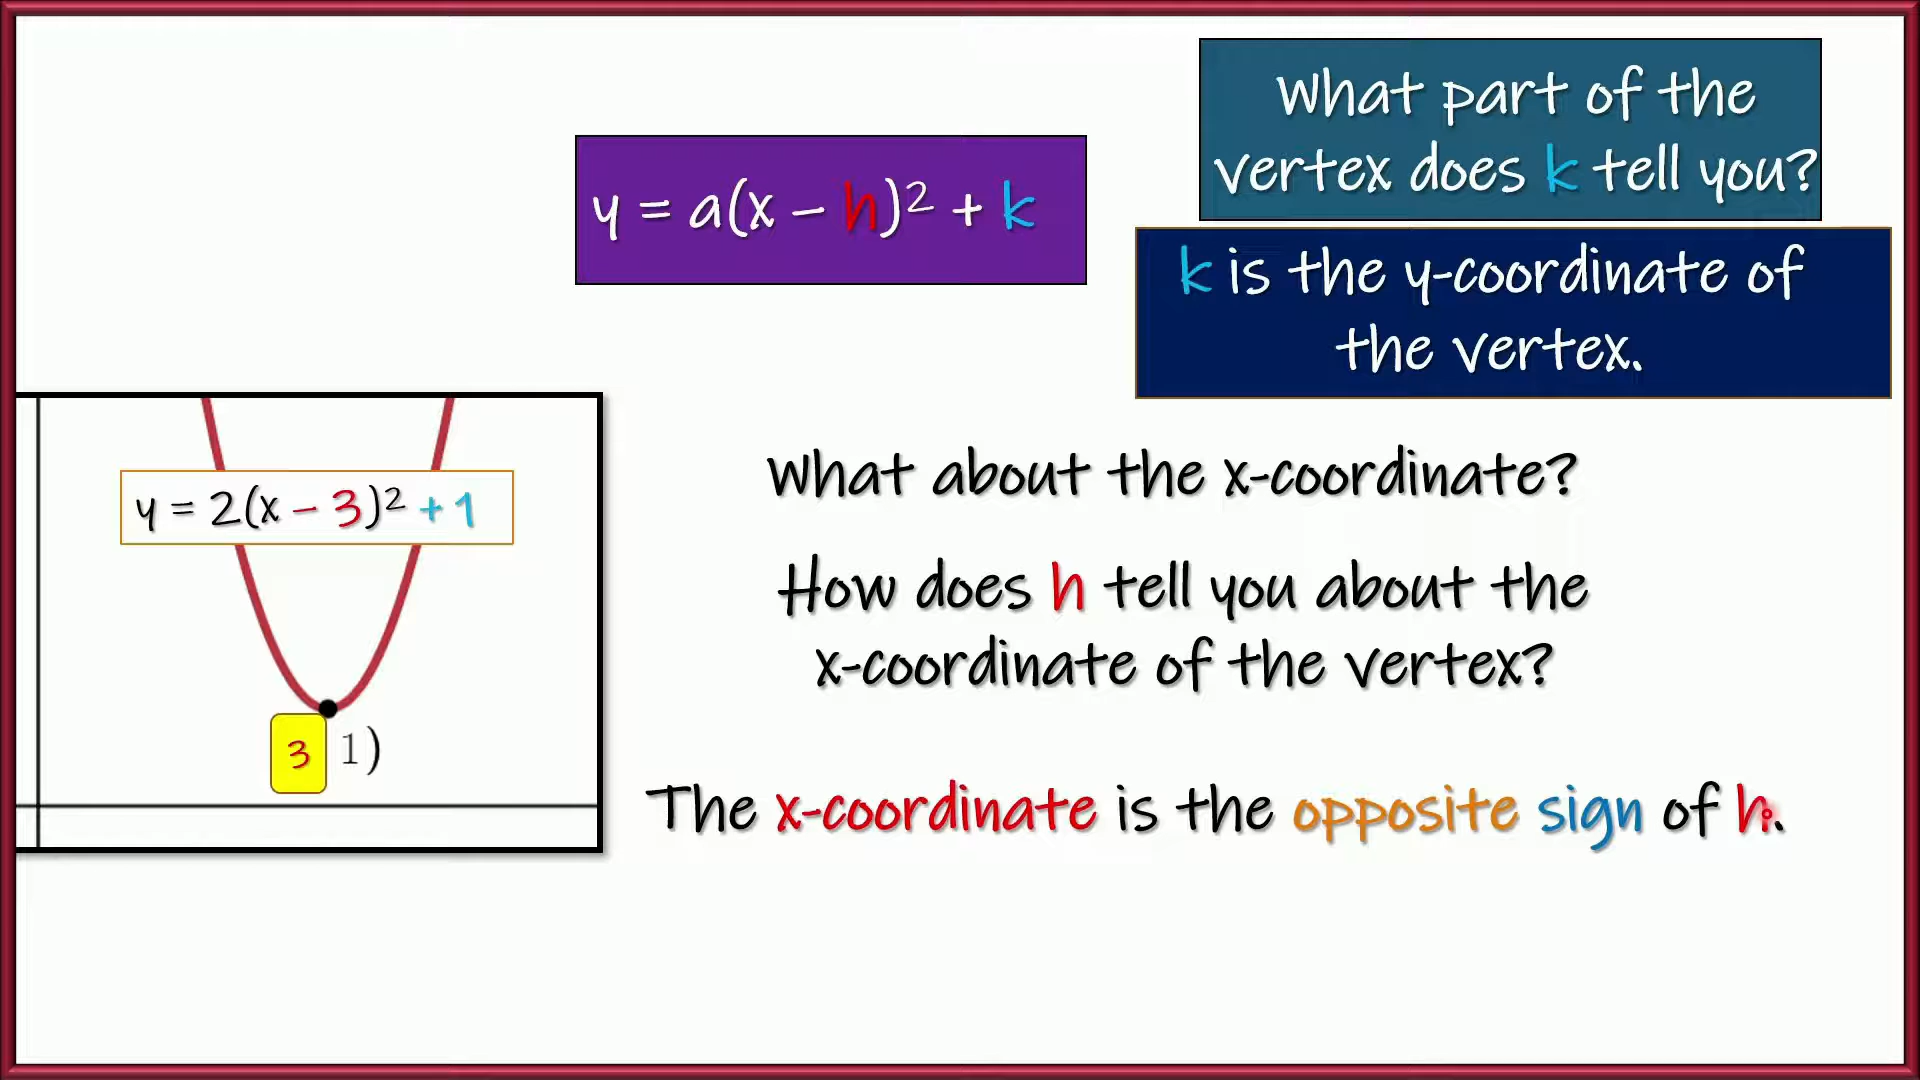 y = a(x – h)² + k
What part of the
vertex does k tell you?
k is the y-coordinate of
the vertex.
y = 2(x – 3)² + 1
3 1)
What about the x-coordinate?
How does h tell you about the
x-coordinate of the vertex?
The x-coordinate is the opposite sign of h.